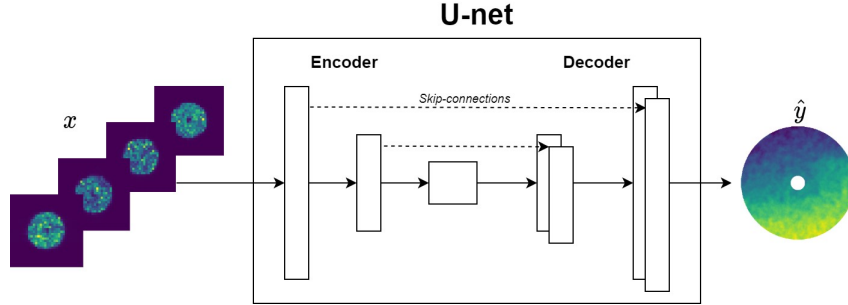 U-net
Encoder
Decoder
Skip-connections
x
ŷ